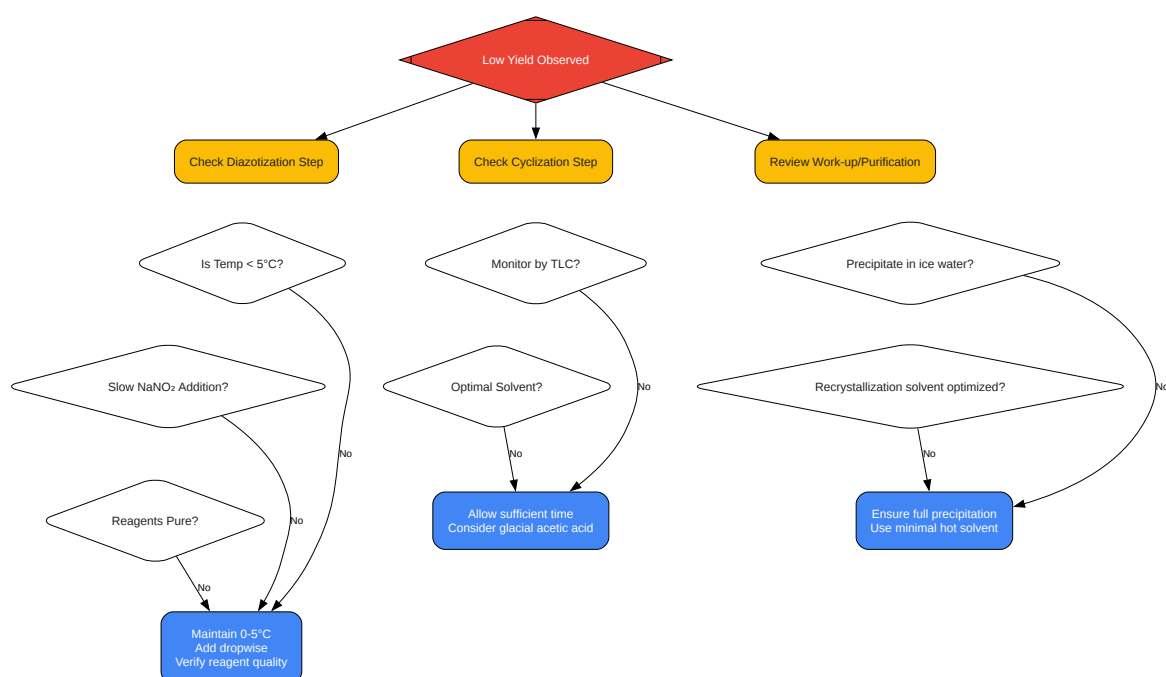 Low Yield Observed
Check Diazotization Step
Check Cyclization Step
Review Work-up/Purification
Is Temp < 5°C?
Monitor by TLC?
Precipitate in ice water?
Slow NaNO₂ Addition?
Optimal Solvent?
Recrystallization solvent optimized?
No
No
No
No
No
Ensure full precipitation
Use minimal hot solvent
Allow sufficient time
Consider glacial acetic acid
Reagents Pure?
No
No
Maintain 0-5°C
Add dropwise
Verify reagent quality